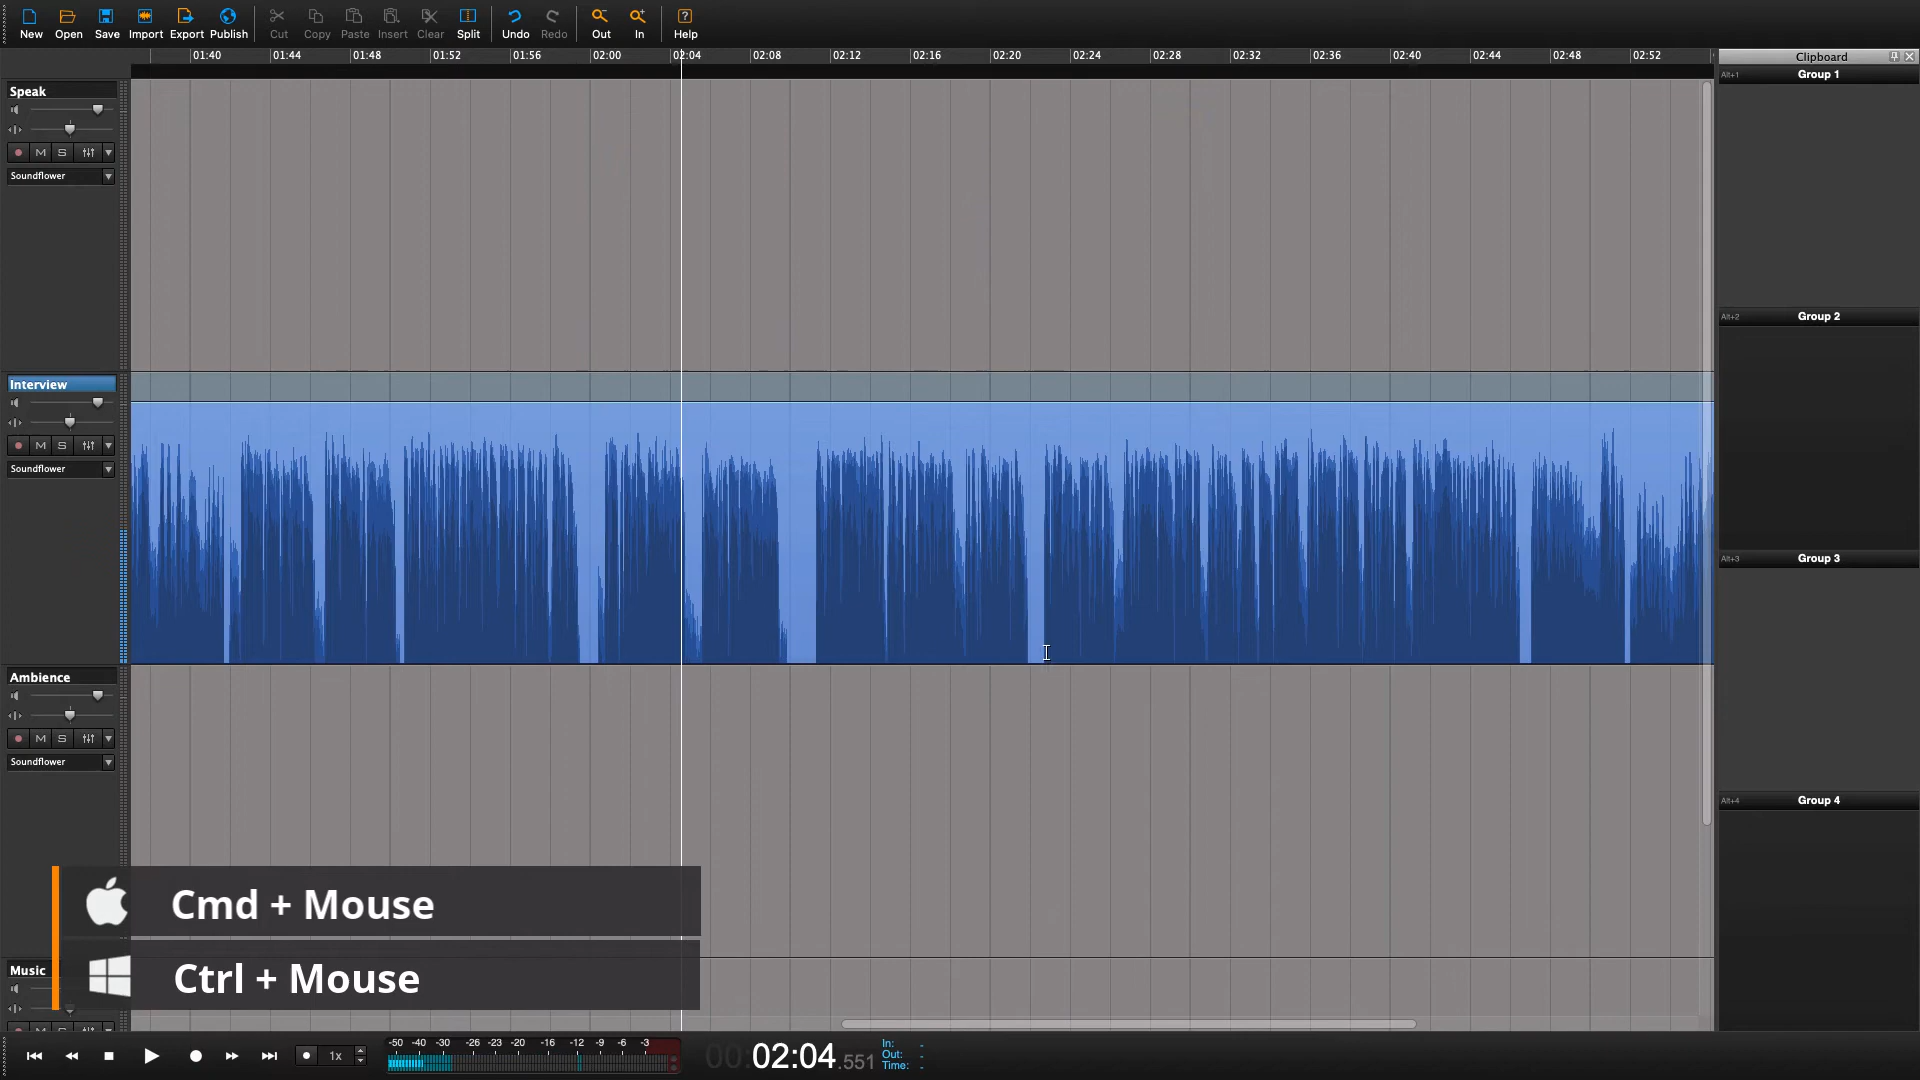 New Open Save Import Export Publish Cut Copy Paste Insert Clear Split Undo Redo Out In Help
01:40 01:44 01:48 01:52 01:56 02:00 02:04 02:08 02:12 02:16 02:20 02:24 02:28 02:32 02:36 02:40 02:44 02:48 02:52
Clipboard
Alt+1 Group 1
Speak
M S
Soundflower
Alt+2 Group 2
Interview
M S
Soundflower
Alt+3 Group 3
Ambience
M S
Soundflower
Alt+4 Group 4
Cmd + Mouse
Music
Ctrl + Mouse
M S
1x
-50 -40 -30 -26 -23 -20 -16 -12 -9 -6 -3
00:02:04.551
In: -
Out: -
Time: -